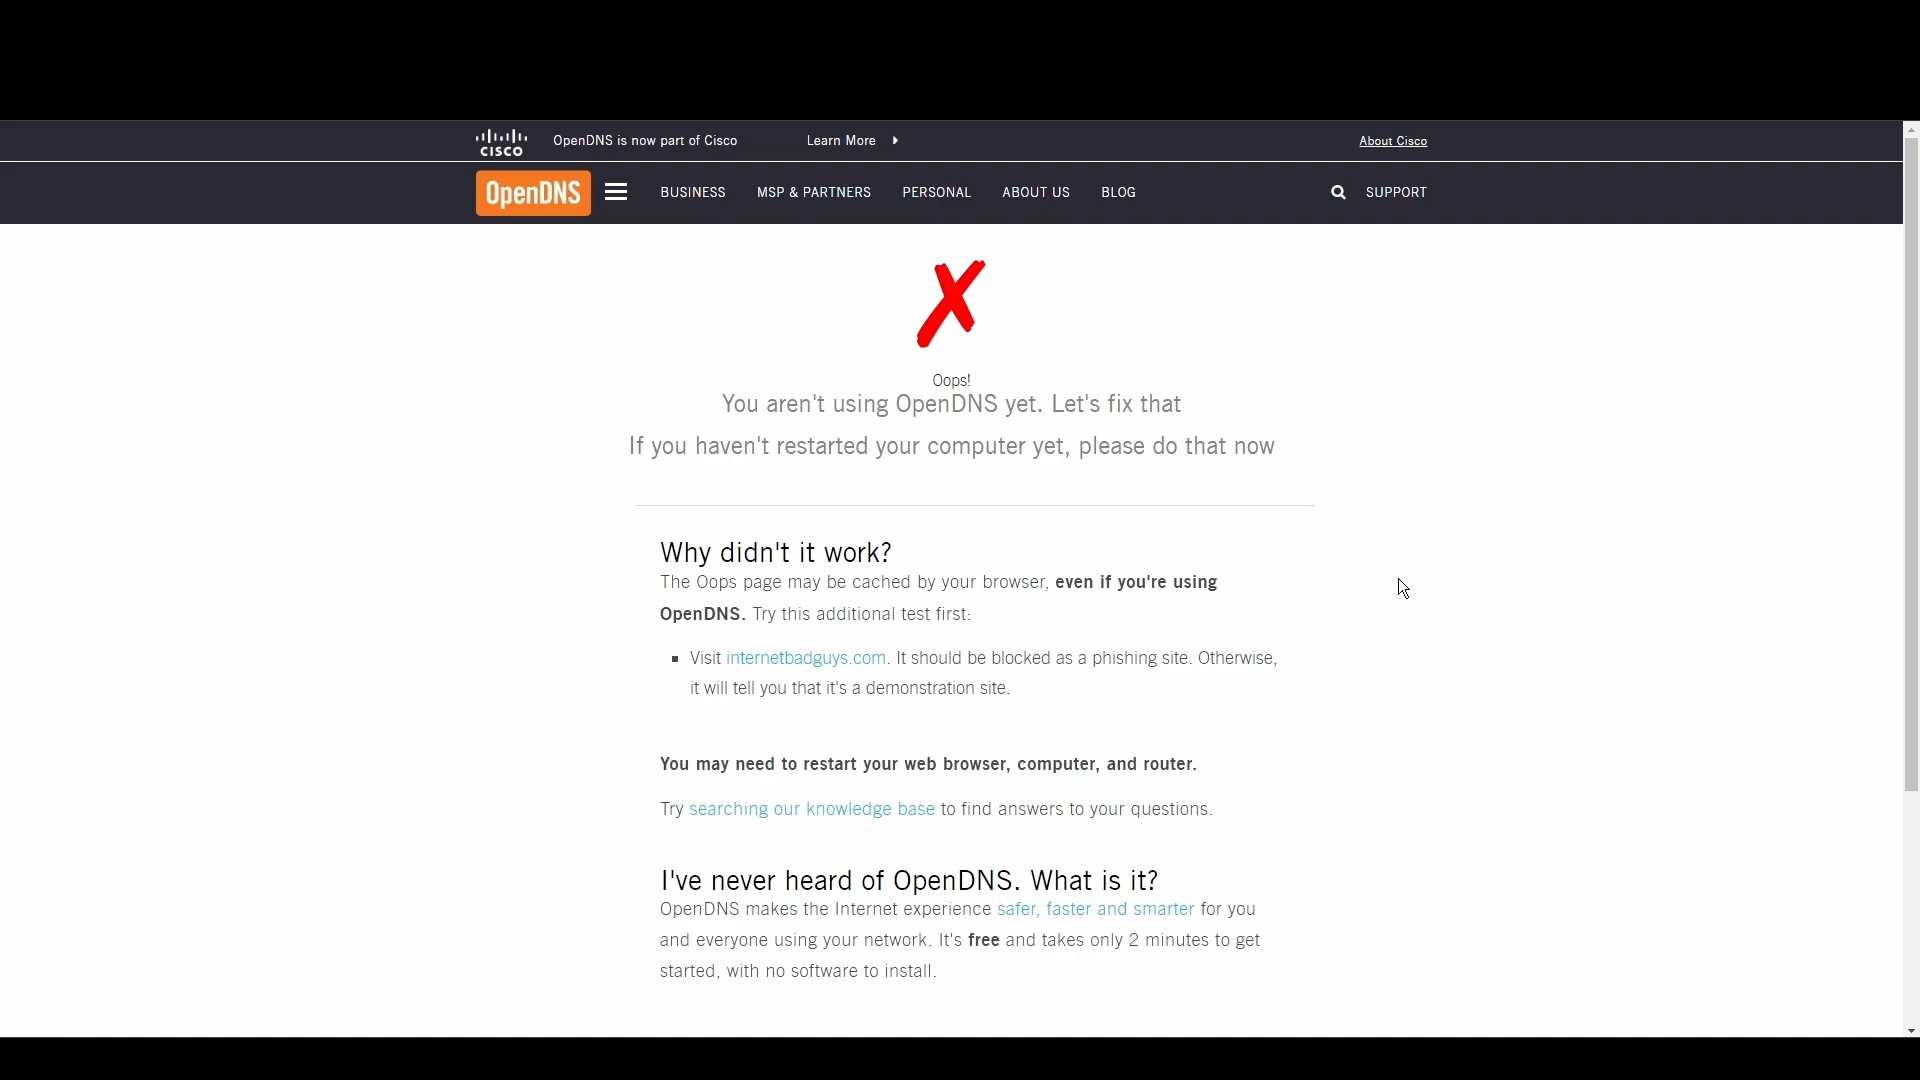 CISCO
OpenDNS is now part of Cisco
Learn More
About Cisco
OpenDNS
BUSINESS
MSP & PARTNERS
PERSONAL
ABOUT US
BLOG
SUPPORT
Oops!
You aren't using OpenDNS yet. Let's fix that
If you haven't restarted your computer yet, please do that now
Why didn't it work?
The Oops page may be cached by your browser, even if you're using
OpenDNS. Try this additional test first:
Visit internetbadguys.com. It should be blocked as a phishing site. Otherwise,
it will tell you that it's a demonstration site.
You may need to restart your web browser, computer, and router.
Try searching our knowledge base to find answers to your questions.
I've never heard of OpenDNS. What is it?
OpenDNS makes the Internet experience safer, faster and smarter for you
and everyone using your network. It's free and takes only 2 minutes to get
started, with no software to install.